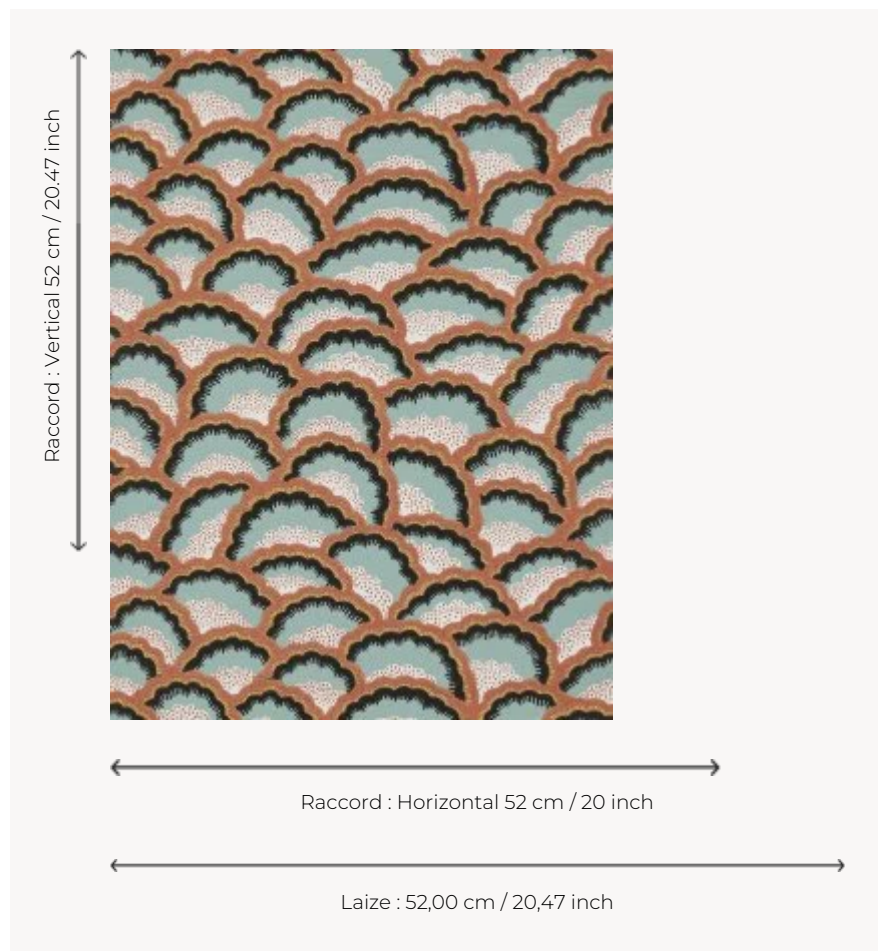 Raccord : Vertical 52 cm / 20.47 inch
Raccord : Horizontal 52 cm / 20 inch
Laize : 52,00 cm / 20,47 inch